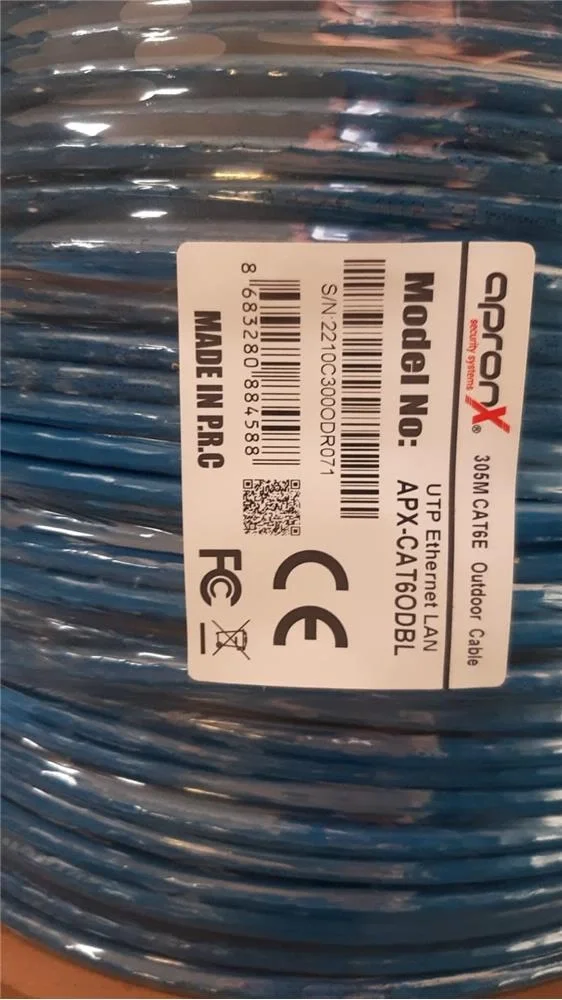 apronX®
security systems
305M CAT6E Outdoor Cable
UTP Ethernet LAN
Model No: APX-CAT6ODBL
S/N:2210C300ODR071
8 683280 884588
MADE IN P.R.C
CE
FC